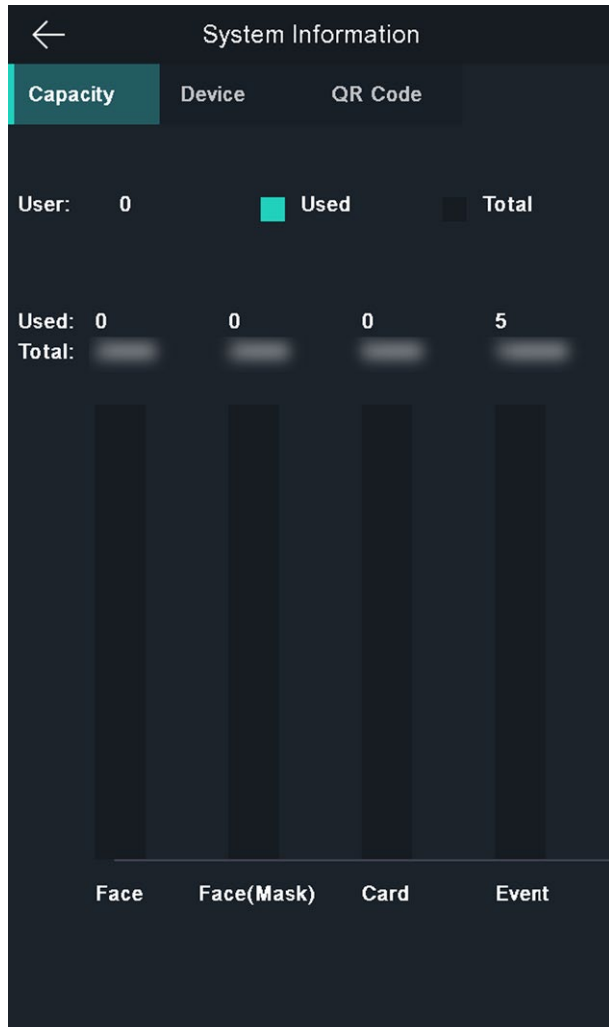 System Information
Capacity Device QR Code
User: 0 Used Total
Used: 0 0 0 5
Total:
Face Face(Mask) Card Event